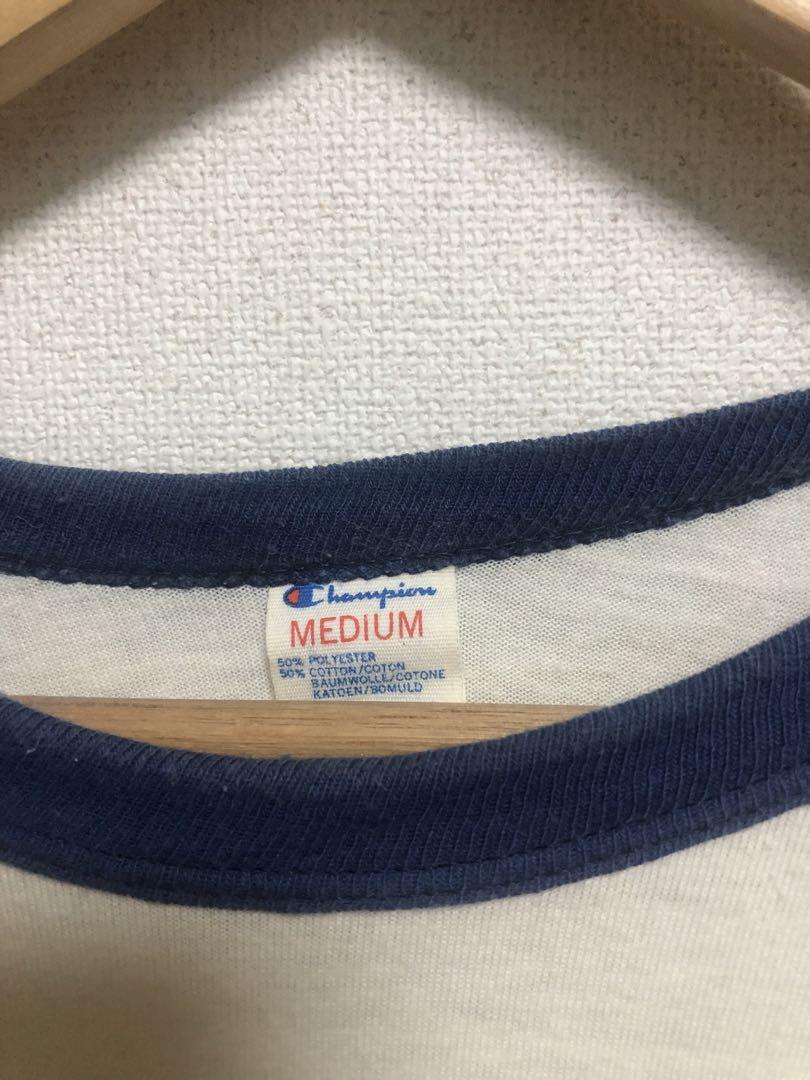 Champion
MEDIUM
50% POLYESTER
50% COTTON/COTON
BAUMWOLLE/COTONE
KATOEN/BOMULD